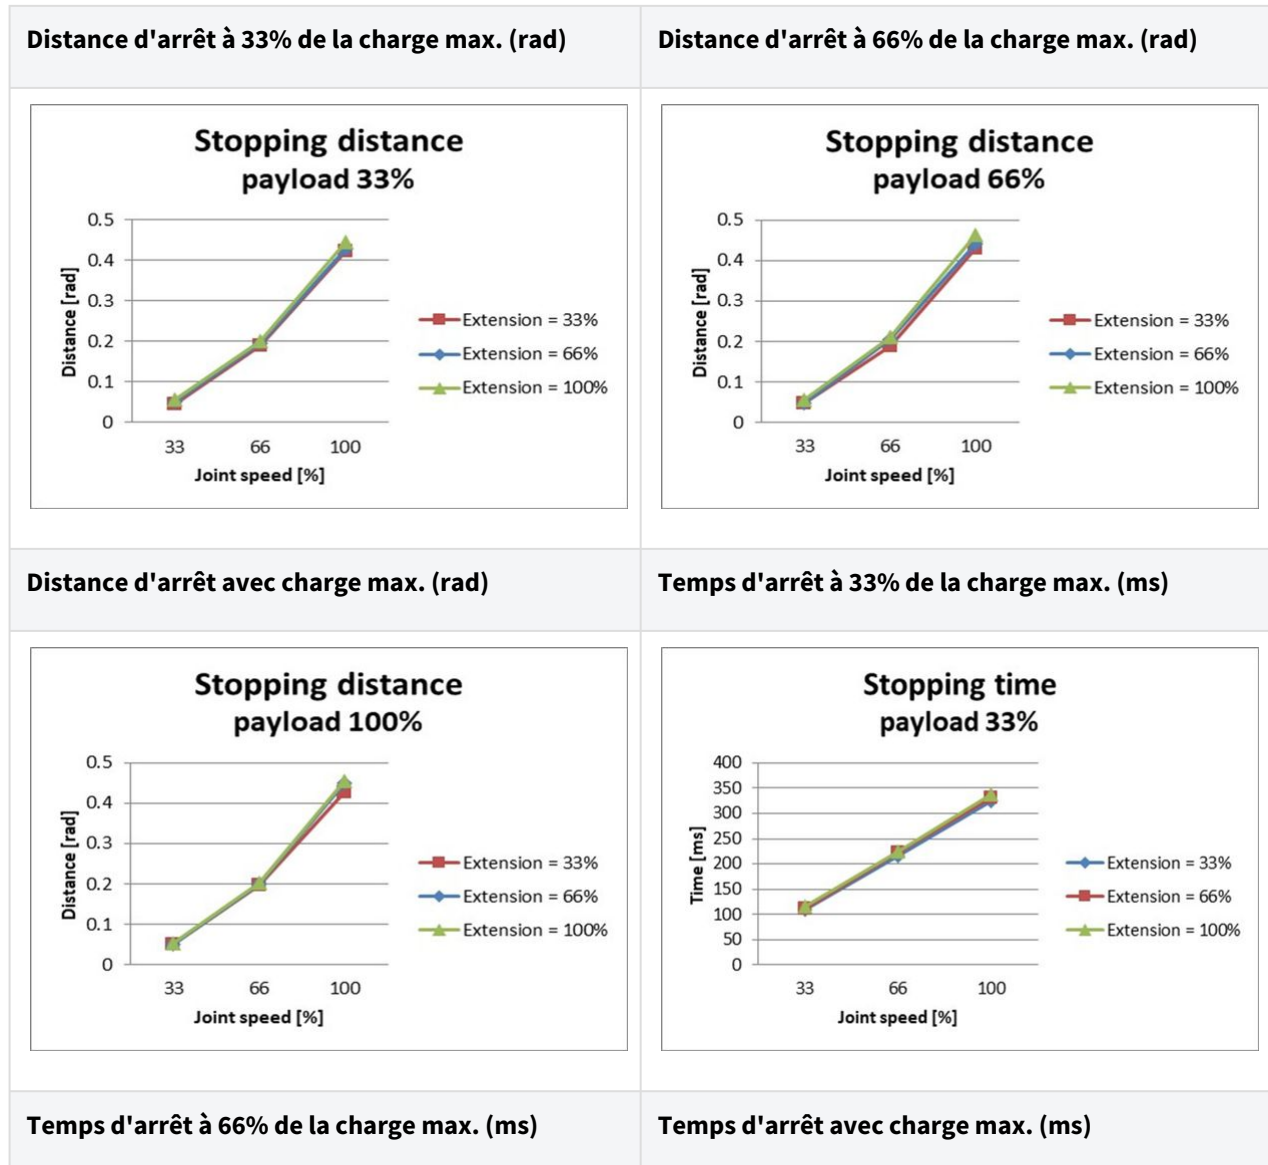 Distance d'arrêt à 33% de la charge max. (rad)
Distance d'arrêt à 66% de la charge max. (rad)
Stopping distance
payload 33%
0.5
0.4
0.3
0.2
0.1
0
Distance [rad]
33 66 100
Joint speed [%]
Extension = 33%
Extension = 66%
Extension = 100%
Stopping distance
payload 66%
0.5
0.4
0.3
0.2
0.1
0
Distance [rad]
33 66 100
Joint speed [%]
Extension = 33%
Extension = 66%
Extension = 100%
Distance d'arrêt avec charge max. (rad)
Temps d'arrêt à 33% de la charge max. (ms)
Stopping distance
payload 100%
0.5
0.4
0.3
0.2
0.1
0
Distance [rad]
33 66 100
Joint speed [%]
Extension = 33%
Extension = 66%
Extension = 100%
Stopping time
payload 33%
400
350
300
250
200
150
100
50
0
Time [ms]
33 66 100
Joint speed [%]
Extension = 33%
Extension = 66%
Extension = 100%
Temps d'arrêt à 66% de la charge max. (ms)
Temps d'arrêt avec charge max. (ms)